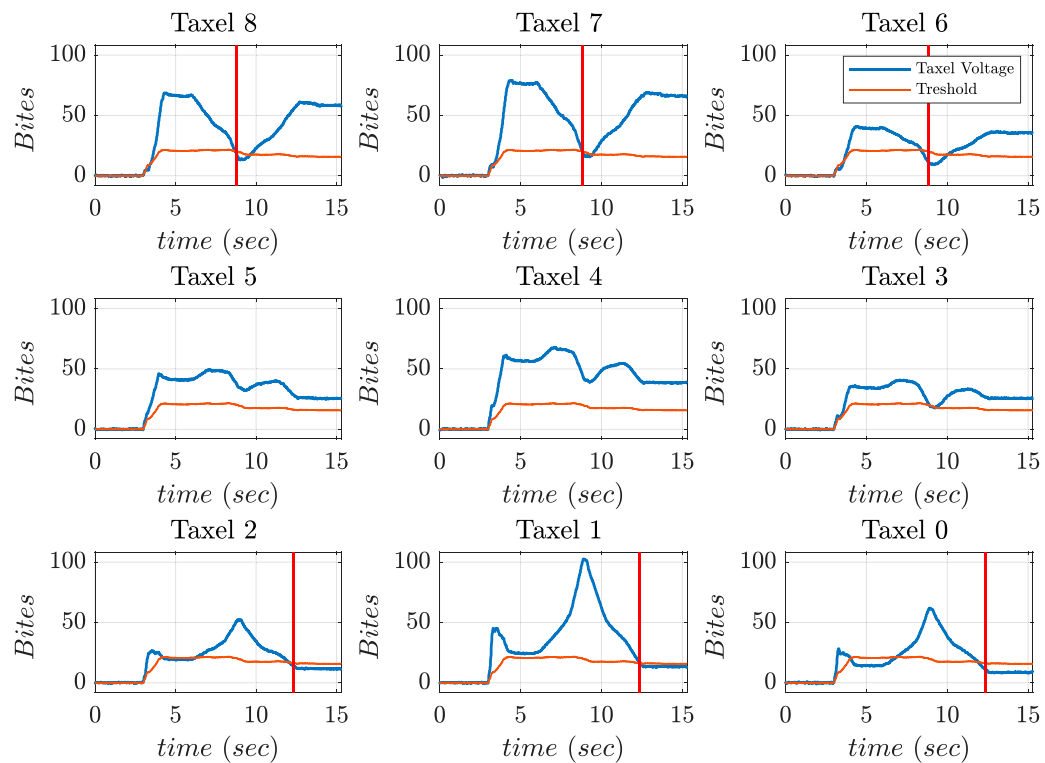 Taxel 8
Taxel 7
Taxel 6
100
50
0
Bites
0 5 10 15
time (sec)
100
50
0
Bites
0 5 10 15
time (sec)
100
50
0
Bites
Taxel Voltage
Treshold
0 5 10 15
time (sec)
Taxel 5
Taxel 4
Taxel 3
100
50
0
Bites
0 5 10 15
time (sec)
100
50
0
Bites
0 5 10 15
time (sec)
100
50
0
Bites
0 5 10 15
time (sec)
Taxel 2
Taxel 1
Taxel 0
100
50
0
Bites
0 5 10 15
time (sec)
100
50
0
Bites
0 5 10 15
time (sec)
100
50
0
Bites
0 5 10 15
time (sec)